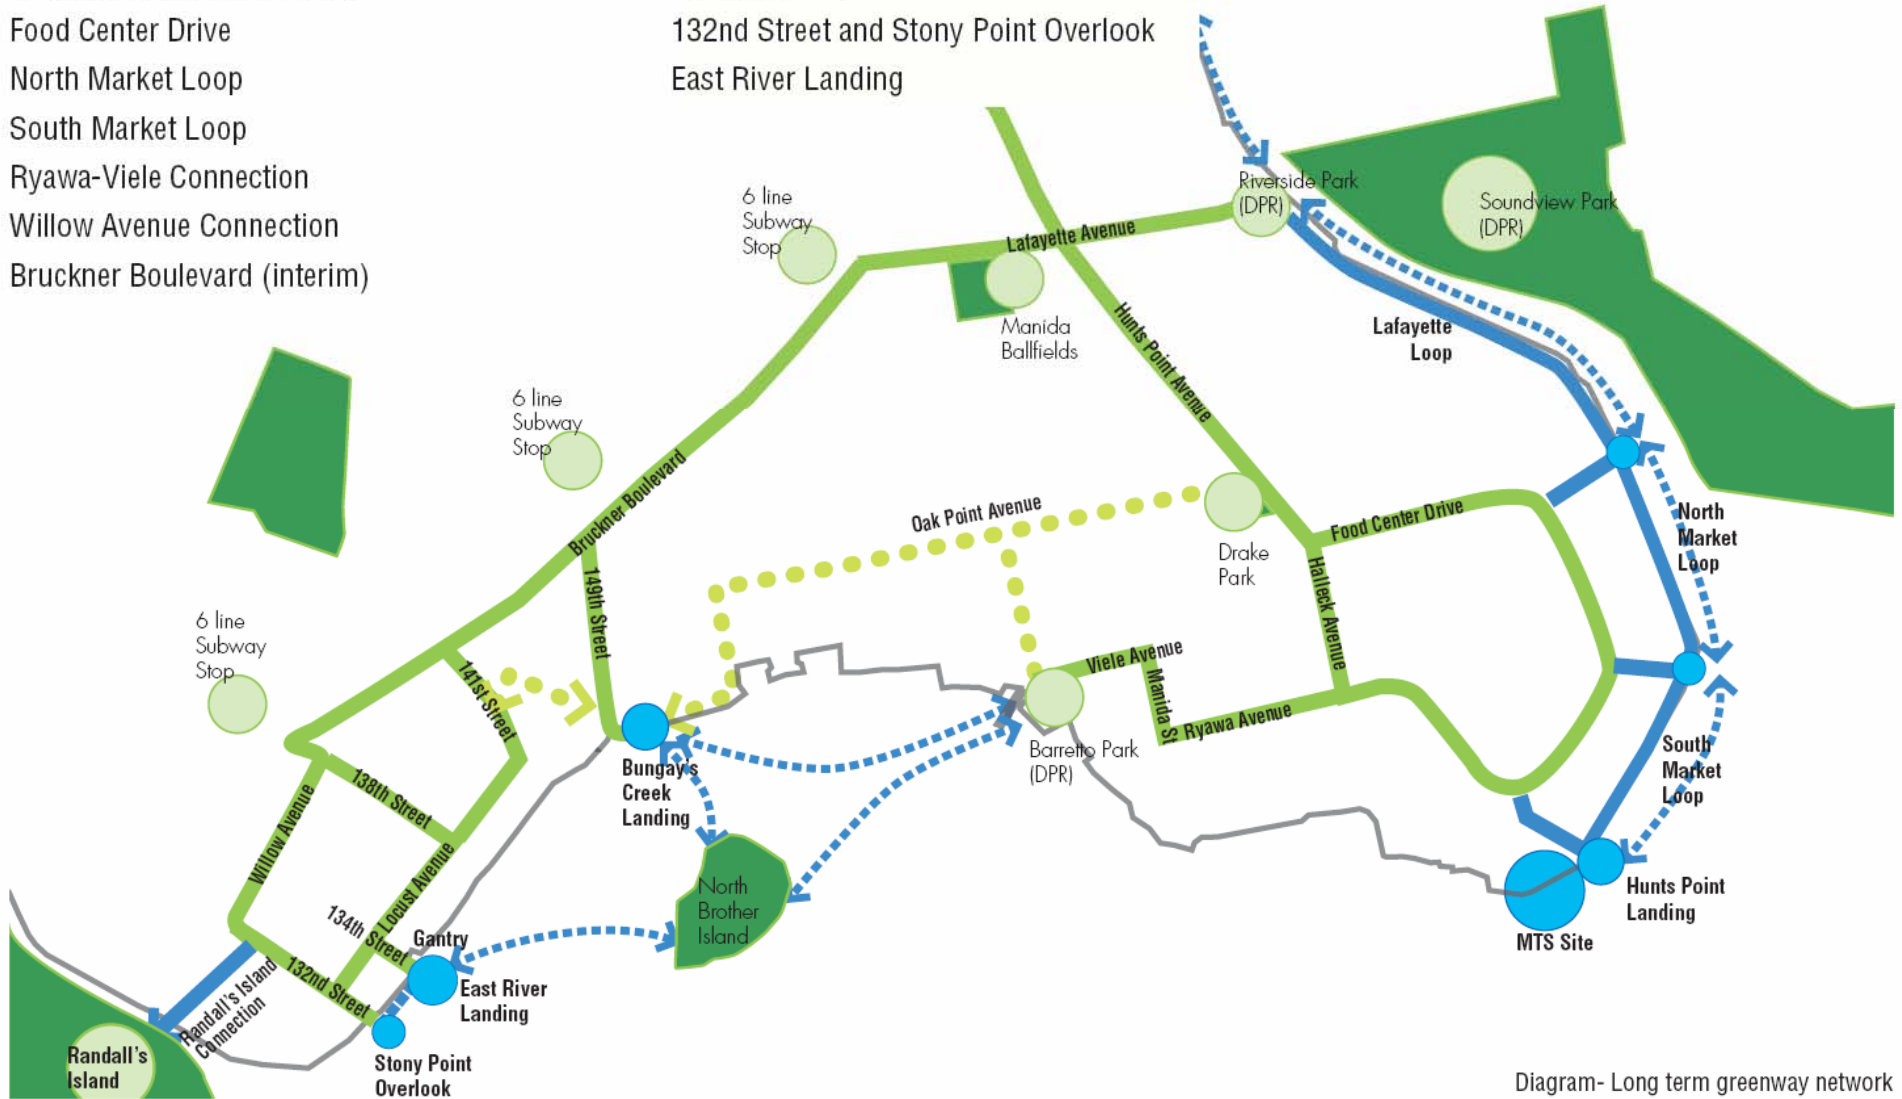 Food Center Drive
North Market Loop
South Market Loop
Ryawa-Viele Connection
Willow Avenue Connection
Bruckner Boulevard (interim)
132nd Street and Stony Point Overlook
East River Landing
6 line
Subway
Stop
Lafayette Avenue
Riverside Park
(DPR)
Soundview Park
(DPR)
Manida
Ballfields
Hunts Point Avenue
Lafayette
Loop
6 line
Subway
Stop
Bruckner Boulevard
Oak Point Avenue
Drake
Park
Food Center Drive
North
Market
Loop
149th Street
Halleck Avenue
6 line
Subway
Stop
141st Street
Viele Avenue
Manida St
Ryawa Avenue
Barretto Park
(DPR)
South
Market
Loop
Bungay's
Creek
Landing
138th Street
Willow Avenue
Locust Avenue
North
Brother
Island
Hunts Point
Landing
MTS Site
134th Street
Gantry
East River
Landing
132nd Street
Randall's Island
Connection
Randall's
Island
Stony Point
Overlook
Diagram- Long term greenway network